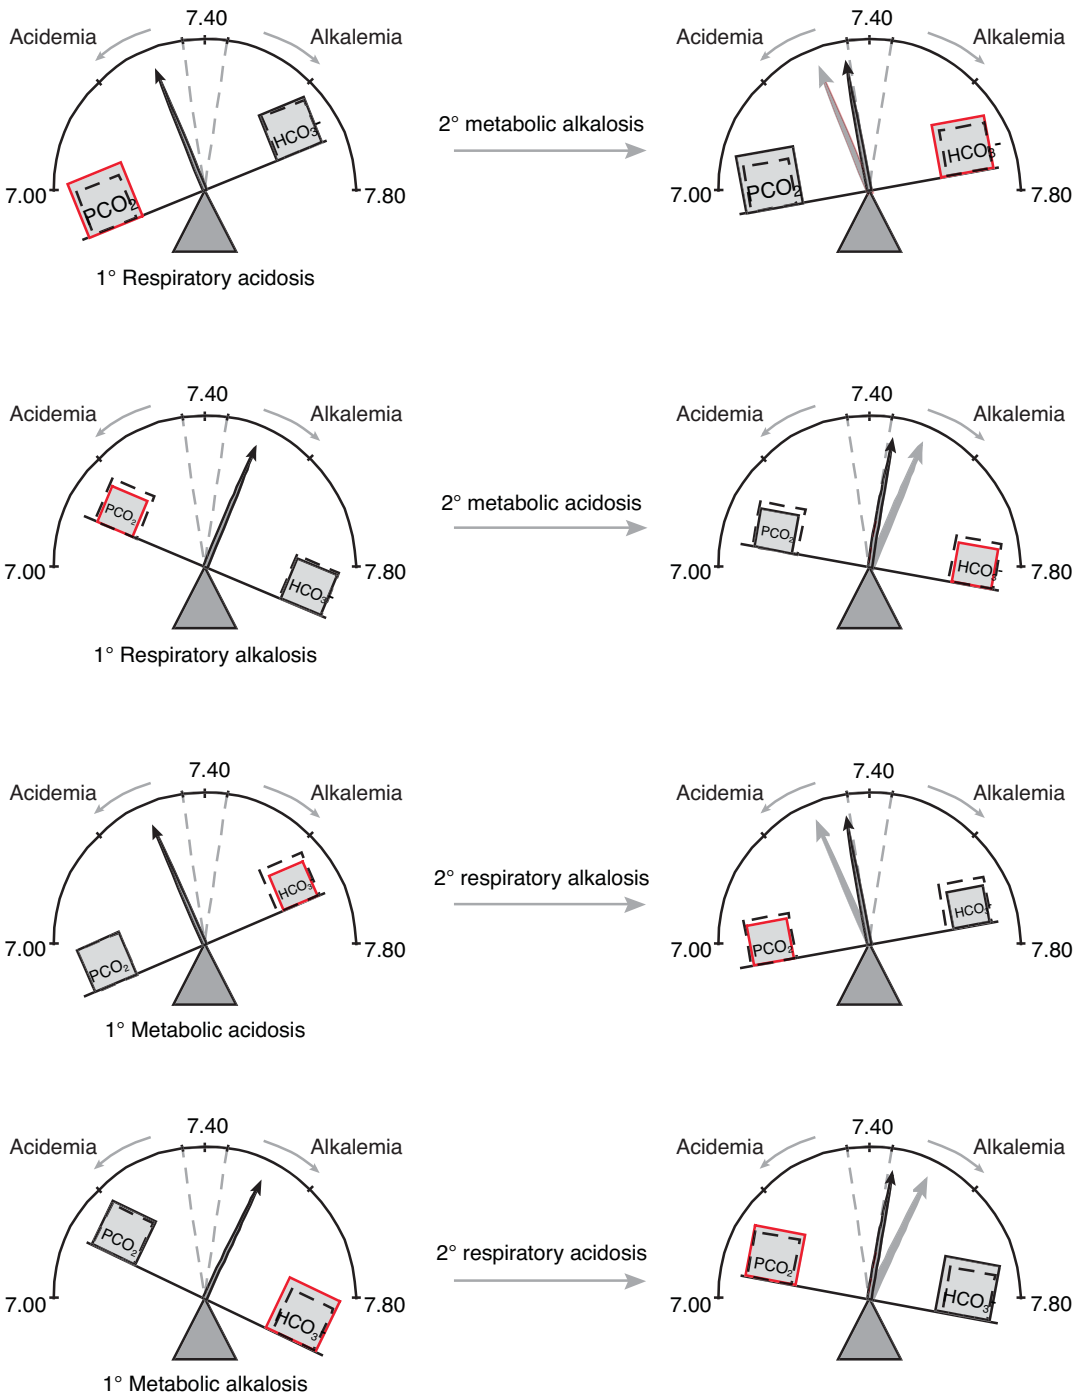 7.40 7.40
Acidemia Alkalemia Acidemia Alkalemia
HCO₃⁻ 2° metabolic alkalosis HCO₃⁻
PCO₂ PCO₂
7.00 7.80 7.00 7.80
1° Respiratory acidosis
7.40 7.40
Acidemia Alkalemia Acidemia Alkalemia
PCO₂ 2° metabolic acidosis PCO₂
HCO₃⁻ HCO₃⁻
7.00 7.80 7.00 7.80
1° Respiratory alkalosis
7.40 7.40
Acidemia Alkalemia Acidemia Alkalemia
HCO₃⁻ 2° respiratory alkalosis HCO₃⁻
PCO₂ PCO₂
7.00 7.80 7.00 7.80
1° Metabolic acidosis
7.40 7.40
Acidemia Alkalemia Acidemia Alkalemia
PCO₂ 2° respiratory acidosis PCO₂
HCO₃⁻ HCO₃⁻
7.00 7.80 7.00 7.80
1° Metabolic alkalosis